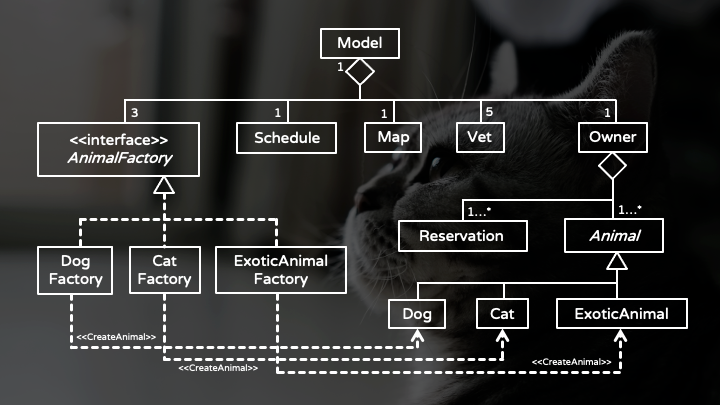 Model
1
3
1
1
5
1
<<interface>>
AnimalFactory
Schedule
Map
Vet
Owner
1...*
1...*
Reservation
Animal
Dog
Factory
Cat
Factory
ExoticAnimal
Factory
Dog
Cat
ExoticAnimal
<<CreateAnimal>>
<<CreateAnimal>>
<<CreateAnimal>>